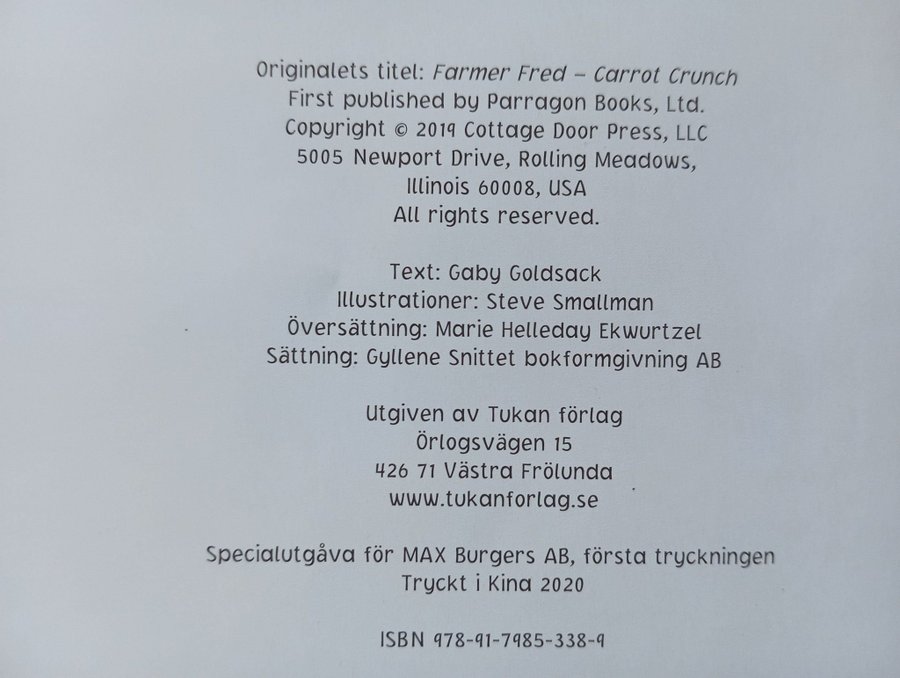 Originalets titel: Farmer Fred – Carrot Crunch
First published by Parragon Books, Ltd.
Copyright © 2019 Cottage Door Press, LLC
5005 Newport Drive, Rolling Meadows,
Illinois 60008, USA
All rights reserved.
Text: Gaby Goldsack
Illustrationer: Steve Smallman
Översättning: Marie Helleday Ekwurtzel
Sättning: Gyllene Snittet bokformgivning AB
Utgiven av Tukan förlag
Örlogsvägen 15
426 71 Västra Frölunda
www.tukanforlag.se
Specialutgåva för MAX Burgers AB, första tryckningen
Tryckt i Kina 2020
ISBN 978-91-7985-338-9